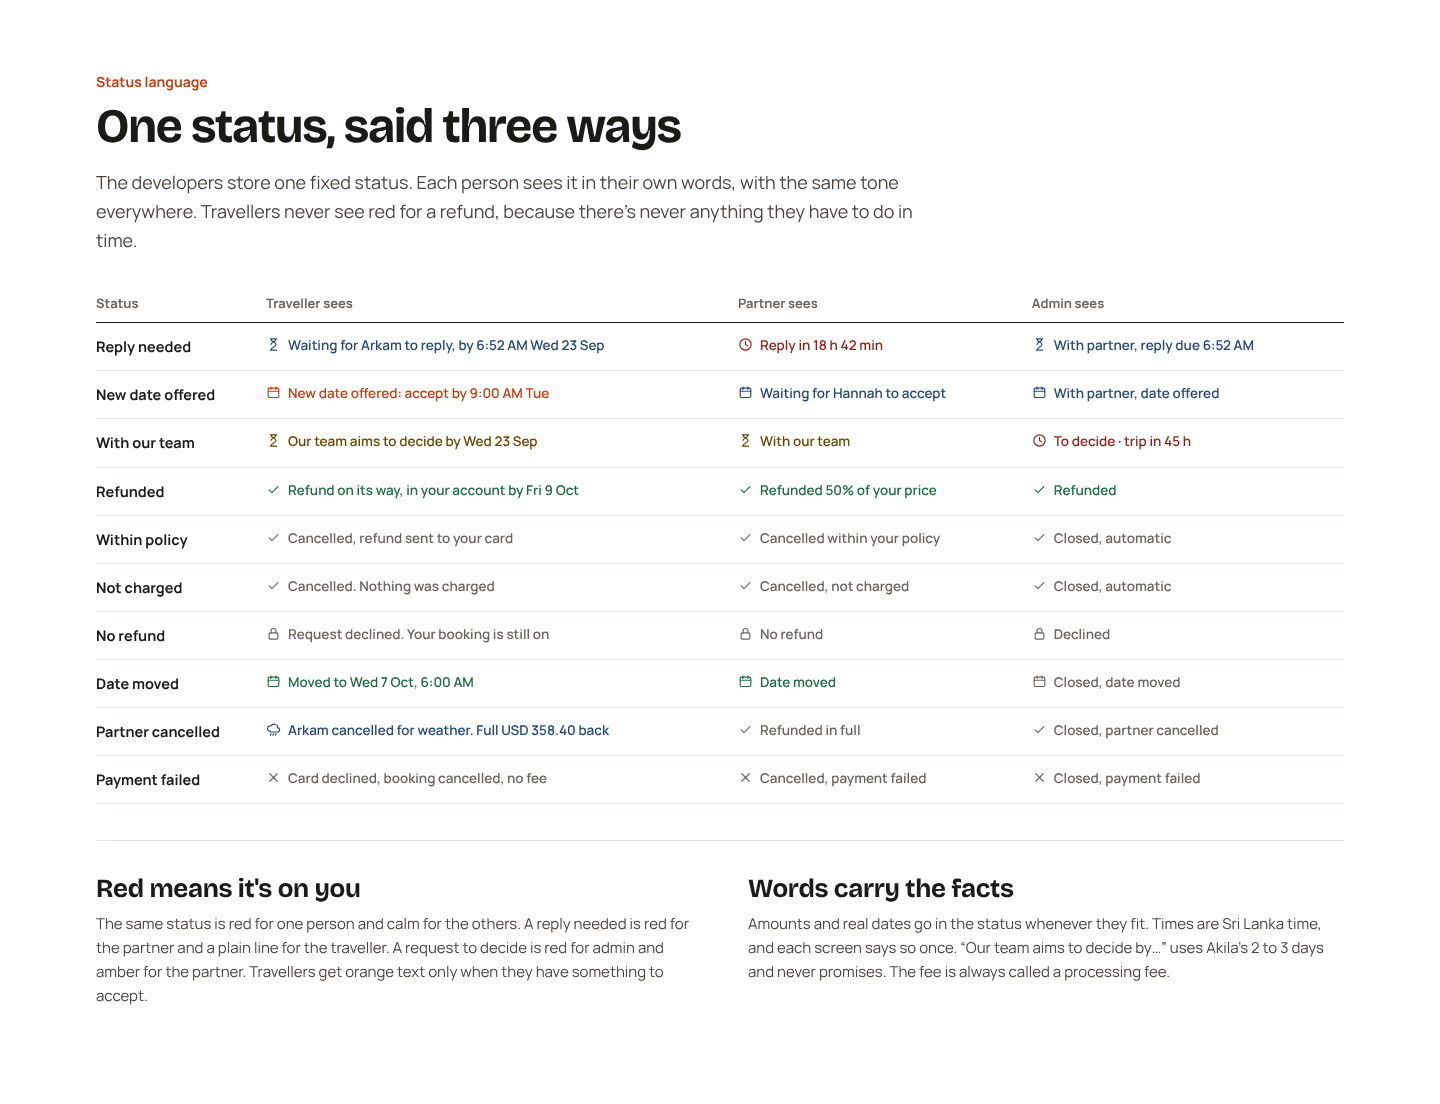 Status language
One status, said three ways
The developers store one fixed status. Each person sees it in their own words, with the same tone
everywhere. Travellers never see red for a refund, because there’s never anything they have to do in
time.
Status Traveller sees Partner sees Admin sees
Reply needed Waiting for Arkam to reply, by 6:52 AM Wed 23 Sep Reply in 18 h 42 min With partner, reply due 6:52 AM
New date offered New date offered: accept by 9:00 AM Tue Waiting for Hannah to accept With partner, date offered
With our team Our team aims to decide by Wed 23 Sep With our team To decide · trip in 45 h
Refunded Refund on its way, in your account by Fri 9 Oct Refunded 50% of your price Refunded
Within policy Cancelled, refund sent to your card Cancelled within your policy Closed, automatic
Not charged Cancelled. Nothing was charged Cancelled, not charged Closed, automatic
No refund Request declined. Your booking is still on No refund Declined
Date moved Moved to Wed 7 Oct, 6:00 AM Date moved Closed, date moved
Partner cancelled Arkam cancelled for weather. Full USD 358.40 back Refunded in full Closed, partner cancelled
Payment failed Card declined, booking cancelled, no fee Cancelled, payment failed Closed, payment failed
Red means it's on you
The same status is red for one person and calm for the others. A reply needed is red for
the partner and a plain line for the traveller. A request to decide is red for admin and
amber for the partner. Travellers get orange text only when they have something to
accept.
Words carry the facts
Amounts and real dates go in the status whenever they fit. Times are Sri Lanka time,
and each screen says so once. “Our team aims to decide by…” uses Akila’s 2 to 3 days
and never promises. The fee is always called a processing fee.